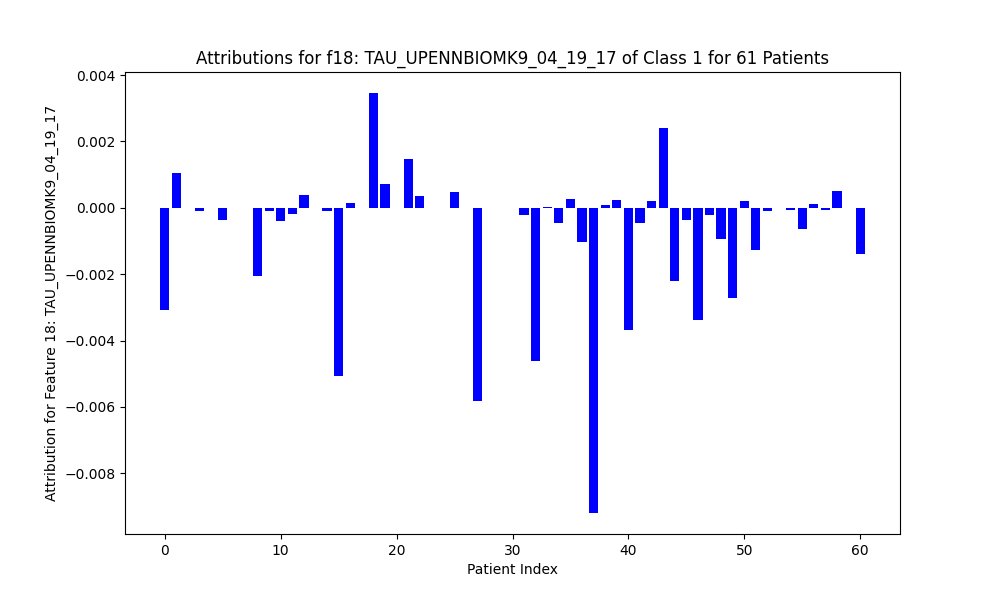 Attributions for f18: TAU_UPENNBIOMK9_04_19_17 of Class 1 for 61 Patients
Attribution for Feature 18: TAU_UPENNBIOMK9_04_19_17
0.004
0.002
0.000
−0.002
−0.004
−0.006
−0.008
0 10 20 30 40 50 60
Patient Index